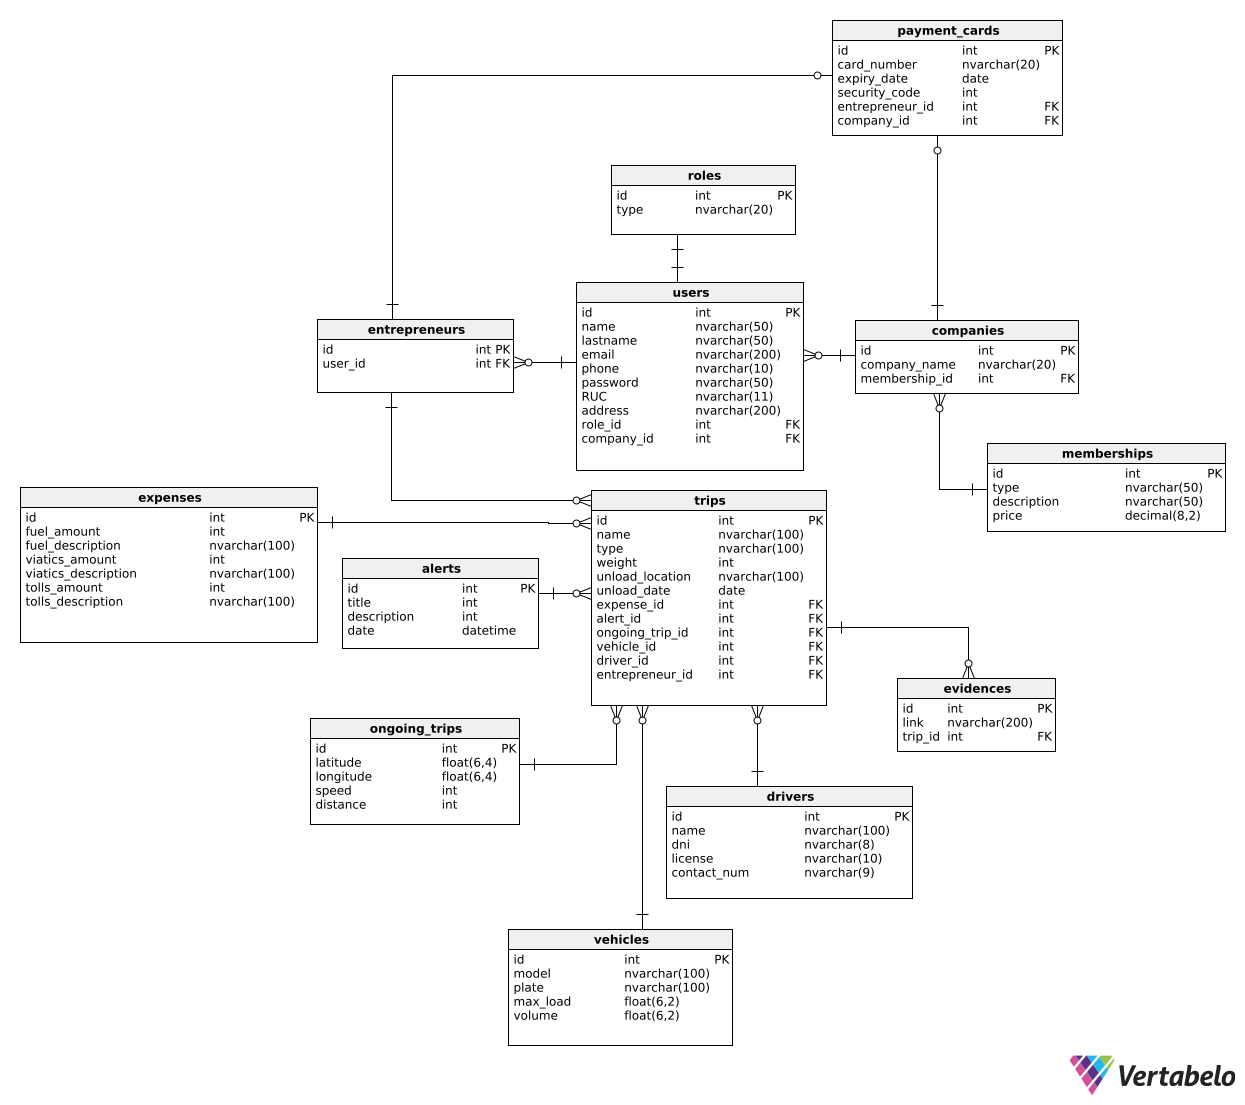 payment_cards
id int PK
card_number nvarchar(20)
expiry_date date
security_code int
entrepreneur_id int FK
company_id int FK
roles
id int PK
type nvarchar(20)
users
id int PK
name nvarchar(50)
lastname nvarchar(50)
email nvarchar(200)
phone nvarchar(10)
password nvarchar(50)
RUC nvarchar(11)
address nvarchar(200)
role_id int FK
company_id int FK
entrepreneurs
id int PK
user_id int FK
companies
id int PK
company_name nvarchar(20)
membership_id int FK
memberships
id int PK
type nvarchar(50)
description nvarchar(50)
price decimal(8,2)
expenses
id int PK
fuel_amount int
fuel_description nvarchar(100)
viatics_amount int
viatics_description nvarchar(100)
tolls_amount int
tolls_description nvarchar(100)
alerts
id int PK
title int
description int
date datetime
trips
id int PK
name nvarchar(100)
type nvarchar(100)
weight int
unload_location nvarchar(100)
unload_date date
expense_id int FK
alert_id int FK
ongoing_trip_id int FK
vehicle_id int FK
driver_id int FK
entrepreneur_id int FK
evidences
id int PK
link nvarchar(200)
trip_id int FK
ongoing_trips
id int PK
latitude float(6,4)
longitude float(6,4)
speed int
distance int
drivers
id int PK
name nvarchar(100)
dni nvarchar(8)
license nvarchar(10)
contact_num nvarchar(9)
vehicles
id int PK
model nvarchar(100)
plate nvarchar(100)
max_load float(6,2)
volume float(6,2)
Vertabelo